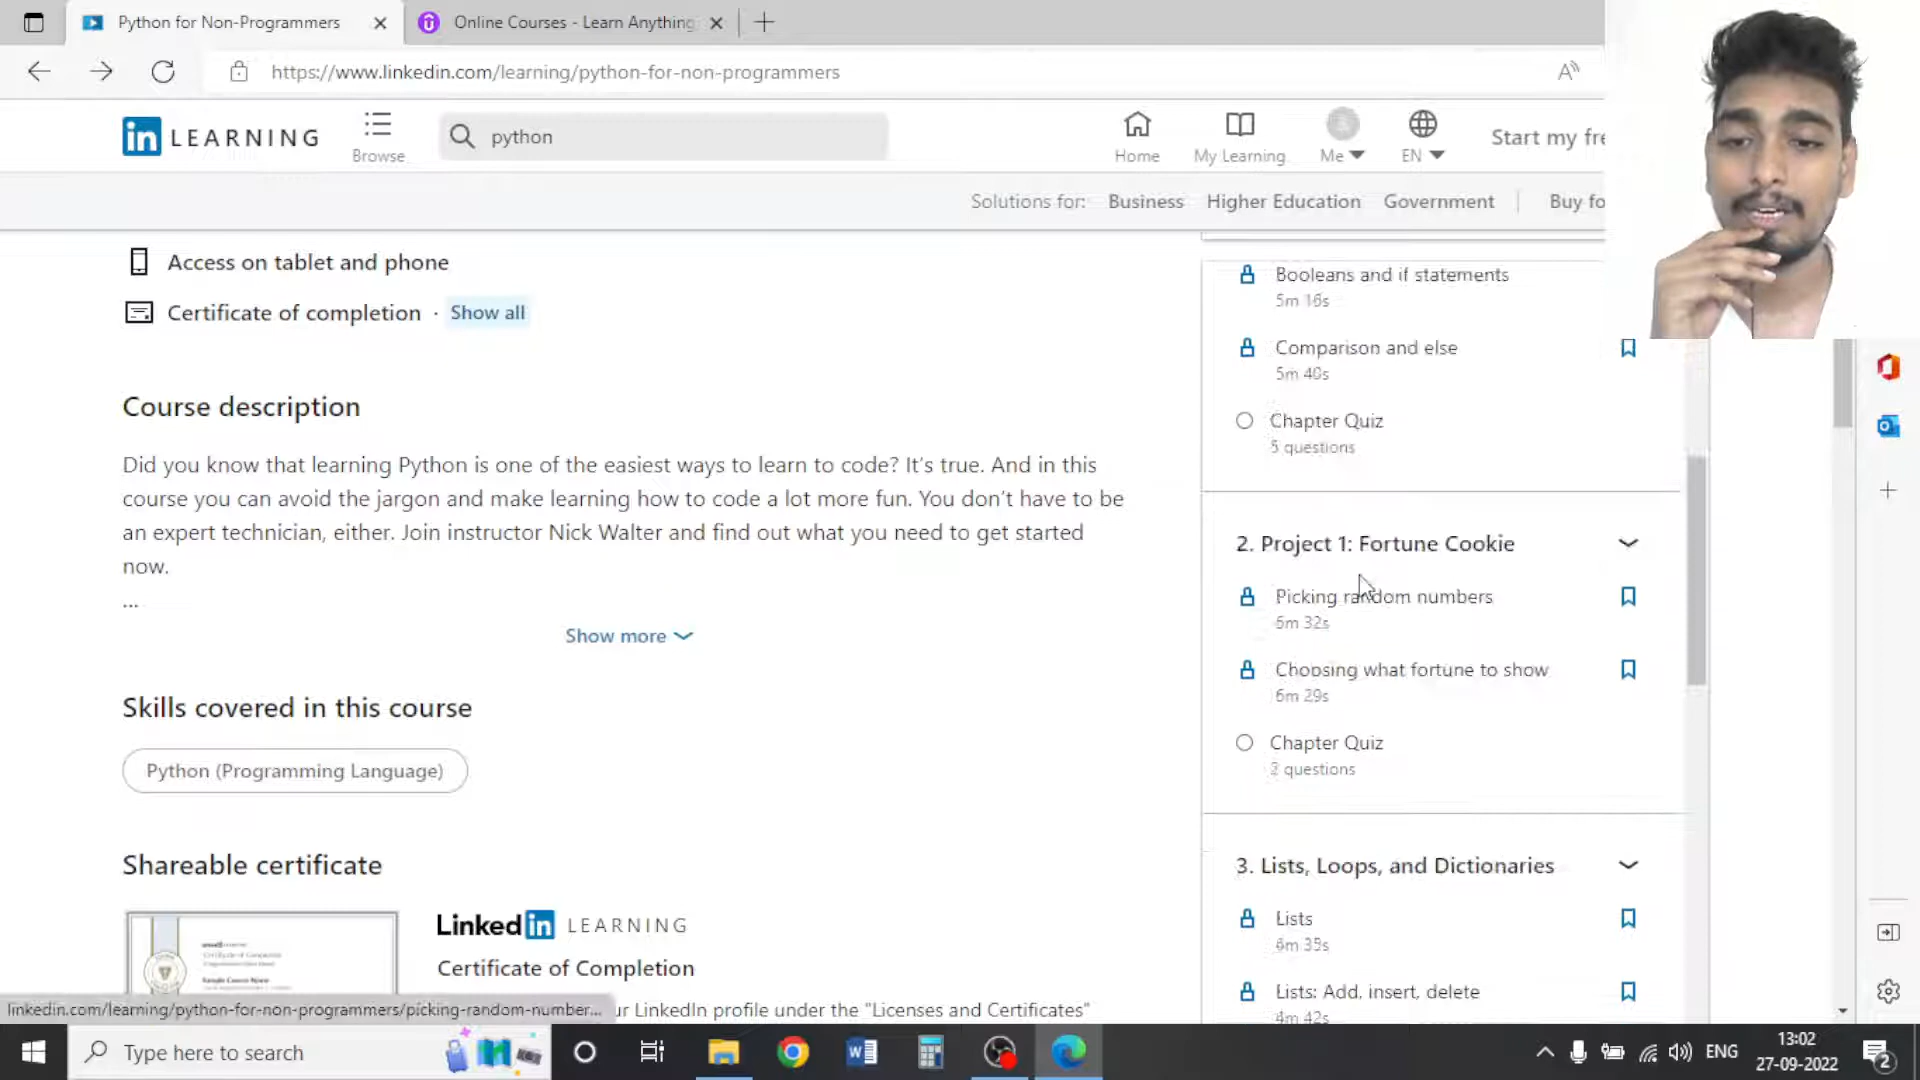 Python for Non-Programmers
Online Courses - Learn Anything
https://www.linkedin.com/learning/python-for-non-programmers
in LEARNING
Browse
python
Home
My Learning
Me
EN
Start my fre
Solutions for:
Business
Higher Education
Government
Buy fo
Access on tablet and phone
Certificate of completion · Show all
Course description
Did you know that learning Python is one of the easiest ways to learn to code? It's true. And in this
course you can avoid the jargon and make learning how to code a lot more fun. You don't have to be
an expert technician, either. Join instructor Nick Walter and find out what you need to get started
now.
...
Show more
Skills covered in this course
Python (Programming Language)
Shareable certificate
Linkedin LEARNING
Certificate of Completion
ur LinkedIn profile under the "Licenses and Certificates"
Booleans and if statements
5m 16s
Comparison and else
5m 40s
Chapter Quiz
5 questions
2. Project 1: Fortune Cookie
Picking random numbers
Choosing what fortune to show
6m 29s
Chapter Quiz
2 questions
3. Lists, Loops, and Dictionaries
Lists
Lists: Add, insert, delete
4m 42s
linkedin.com/learning/python-for-non-programmers/picking-random-number...
Type here to search
ENG
13:02
27-09-2022
2